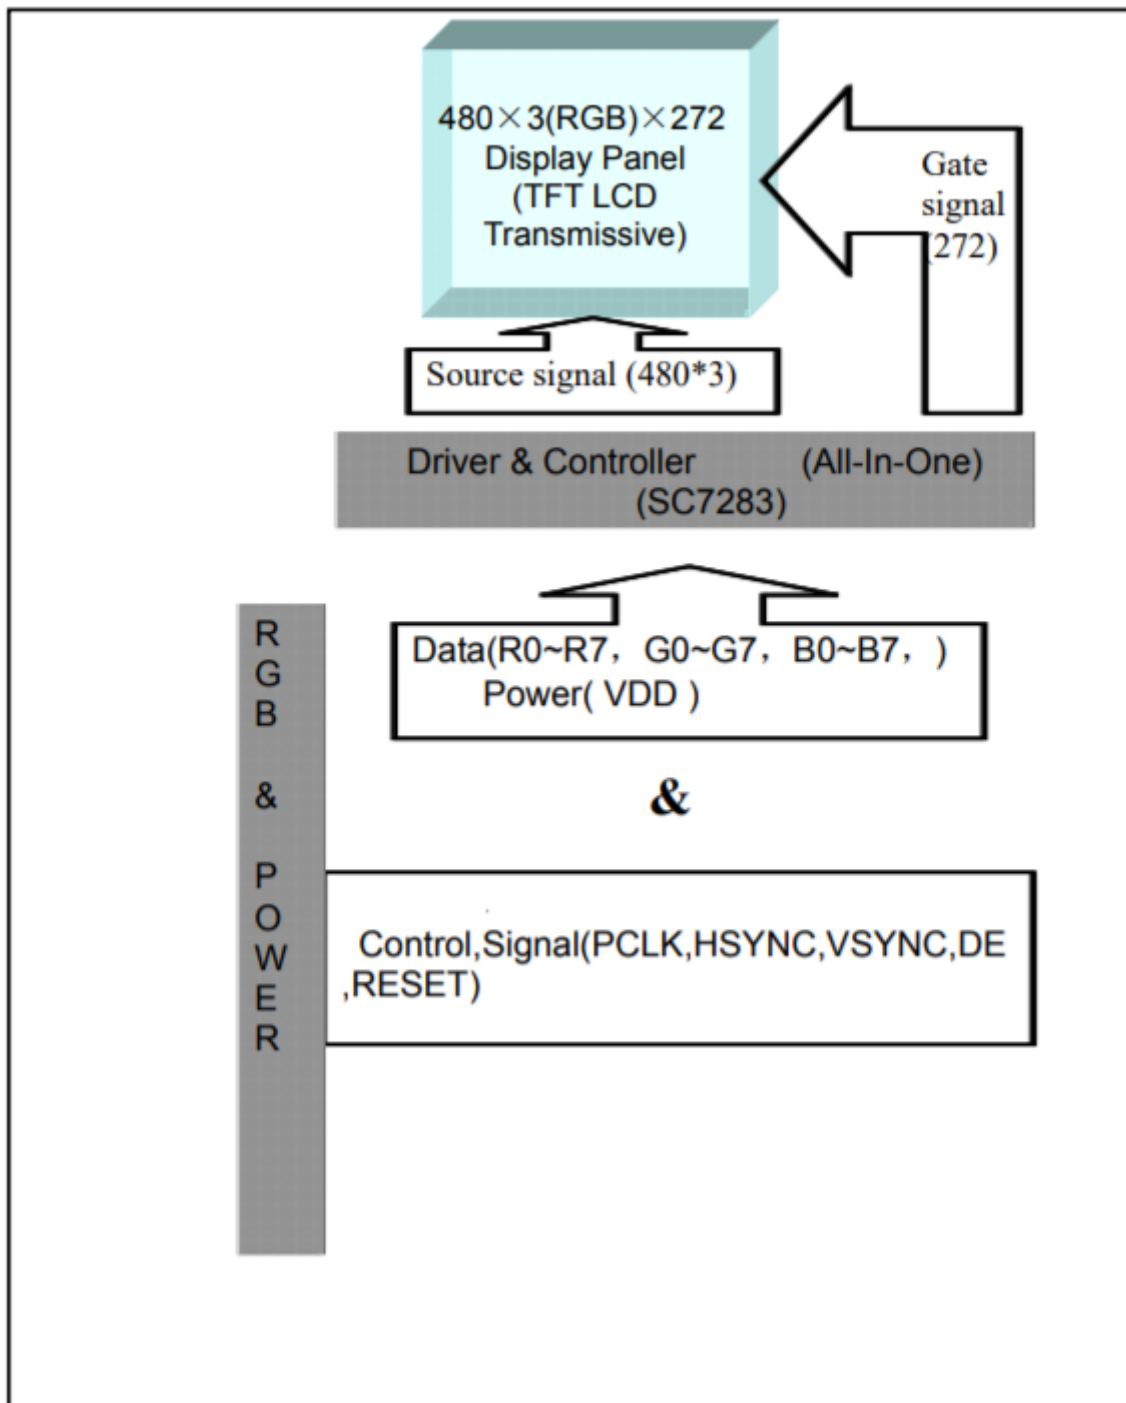 480×3(RGB)×272
Display Panel
(TFT LCD
Transmissive)
Gate
signal
(272)
Source signal (480*3)
Driver & Controller (All-In-One)
(SC7283)
RGB & POWER
Data(R0~R7，G0~G7，B0~B7，)
Power( VDD )
&
Control,Signal(PCLK,HSYNC,VSYNC,DE
,RESET)